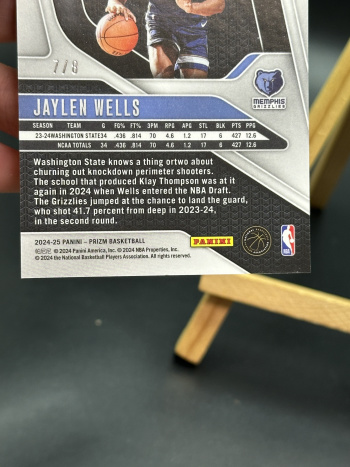 7/8
MEMPHIS
GRIZZLIES
JAYLEN WELLS
SEASON TEAM G FG% FT% 3PM RPG APG STL BLK PTS PPG
23-24 WASHINGTON STATE 34 .436 .814 70 4.6 1.2 17 6 427 12.6
NCAA TOTALS 34 .436 .814 70 4.6 1.2 17 6 427 12.6
Washington State knows a thing ortwo about
churning out knockdown perimeter shooters.
The school that produced Klay Thompson was at it
again in 2024 when Wells entered the NBA Draft.
The Grizzlies jumped at the chance to land the guard,
who shot 41.7 percent from deep in 2023-24,
in the second round.
2024-25 PANINI – PRIZM BASKETBALL
© 2024 Panini America, Inc. © 2024 NBA Properties, Inc.
© 2024 the National Basketball Players Association. All rights reserved.
PANINI